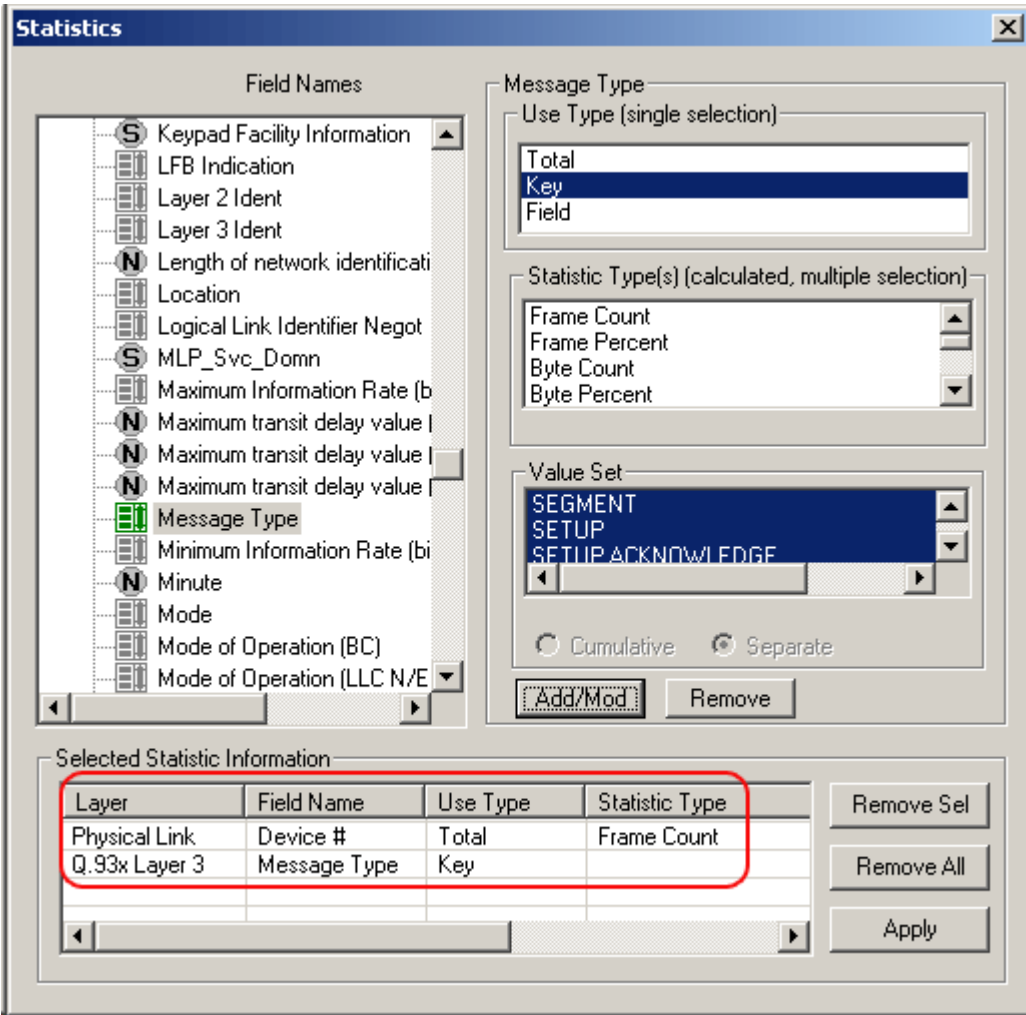 Statistics
Field Names
S Keypad Facility Information
LFB Indication
Layer 2 Ident
Layer 3 Ident
N Length of network identificati
Location
Logical Link Identifier Negot
S MLP_Svc_Domn
Maximum Information Rate (b
N Maximum transit delay value (
N Maximum transit delay value (
N Maximum transit delay value (
Message Type
Minimum Information Rate (bi
N Minute
Mode
Mode of Operation (BC)
Mode of Operation (LLC N/E
Message Type
Use Type (single selection)
Total
Key
Field
Statistic Type(s) (calculated, multiple selection)
Frame Count
Frame Percent
Byte Count
Byte Percent
Value Set
SEGMENT
SETUP
SETUP ACKNOWLEDGE
Cumulative Separate
Add/Mod Remove
Selected Statistic Information
Layer Field Name Use Type Statistic Type
Physical Link Device # Total Frame Count
Q.93x Layer 3 Message Type Key
Remove Sel
Remove All
Apply